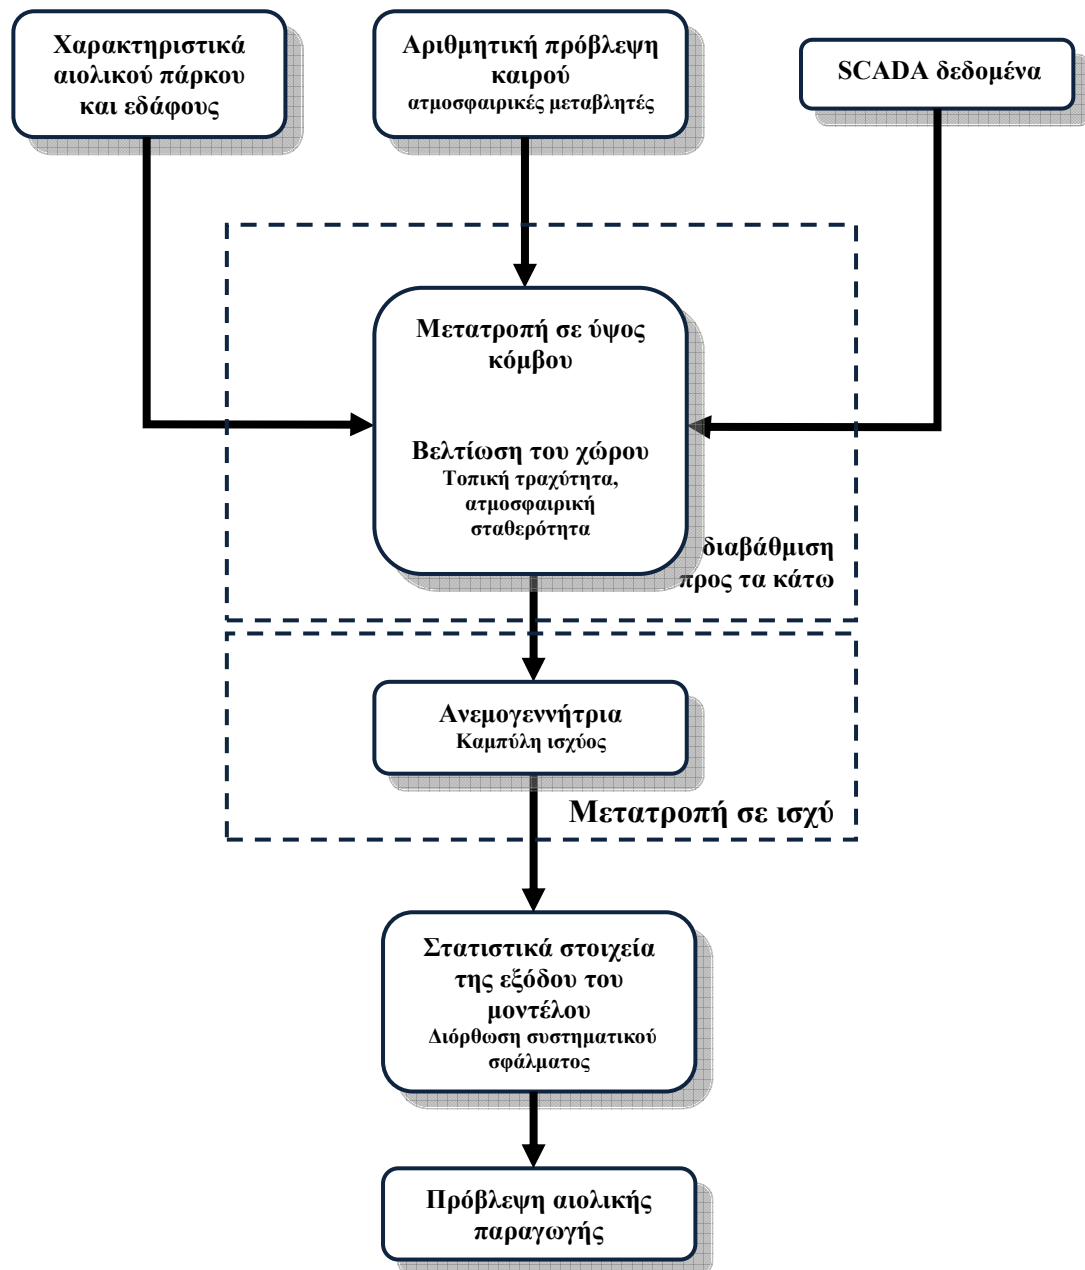 Χαρακτηριστικά
αιολικού πάρκου
και εδάφους
Αριθμητική πρόβλεψη
καιρού
ατμοσφαιρικές μεταβλητές
SCADA δεδομένα
Μετατροπή σε ύψος
κόμβου
Βελτίωση του χώρου
Τοπική τραχύτητα,
ατμοσφαιρική
σταθερότητα
διαβάθμιση
προς τα κάτω
Ανεμογεννήτρια
Καμπύλη ισχύος
Μετατροπή σε ισχύ
Στατιστικά στοιχεία
της εξόδου του
μοντέλου
Διόρθωση συστηματικού
σφάλματος
Πρόβλεψη αιολικής
παραγωγής